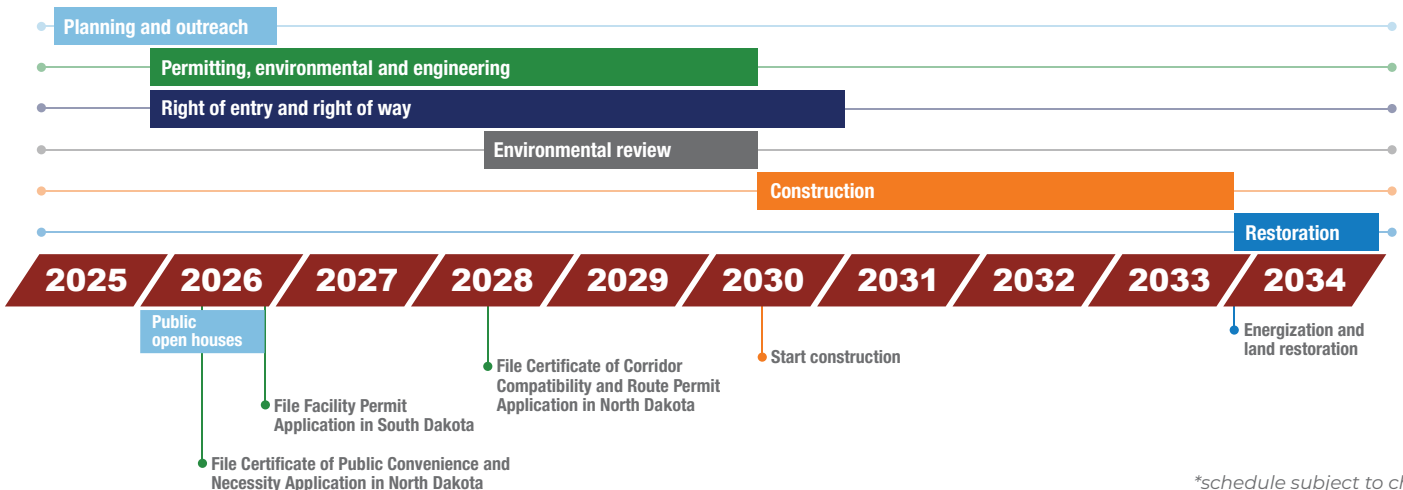 Planning and outreach
Permitting, environmental and engineering
Right of entry and right of way
Environmental review
Construction
Restoration
2025 2026 2027 2028 2029 2030 2031 2032 2033 2034
Public
open houses
Energization and
land restoration
Start construction
File Certificate of Corridor
Compatibility and Route Permit
Application in North Dakota
File Facility Permit
Application in South Dakota
File Certificate of Public Convenience and
Necessity Application in North Dakota
*schedule subject to